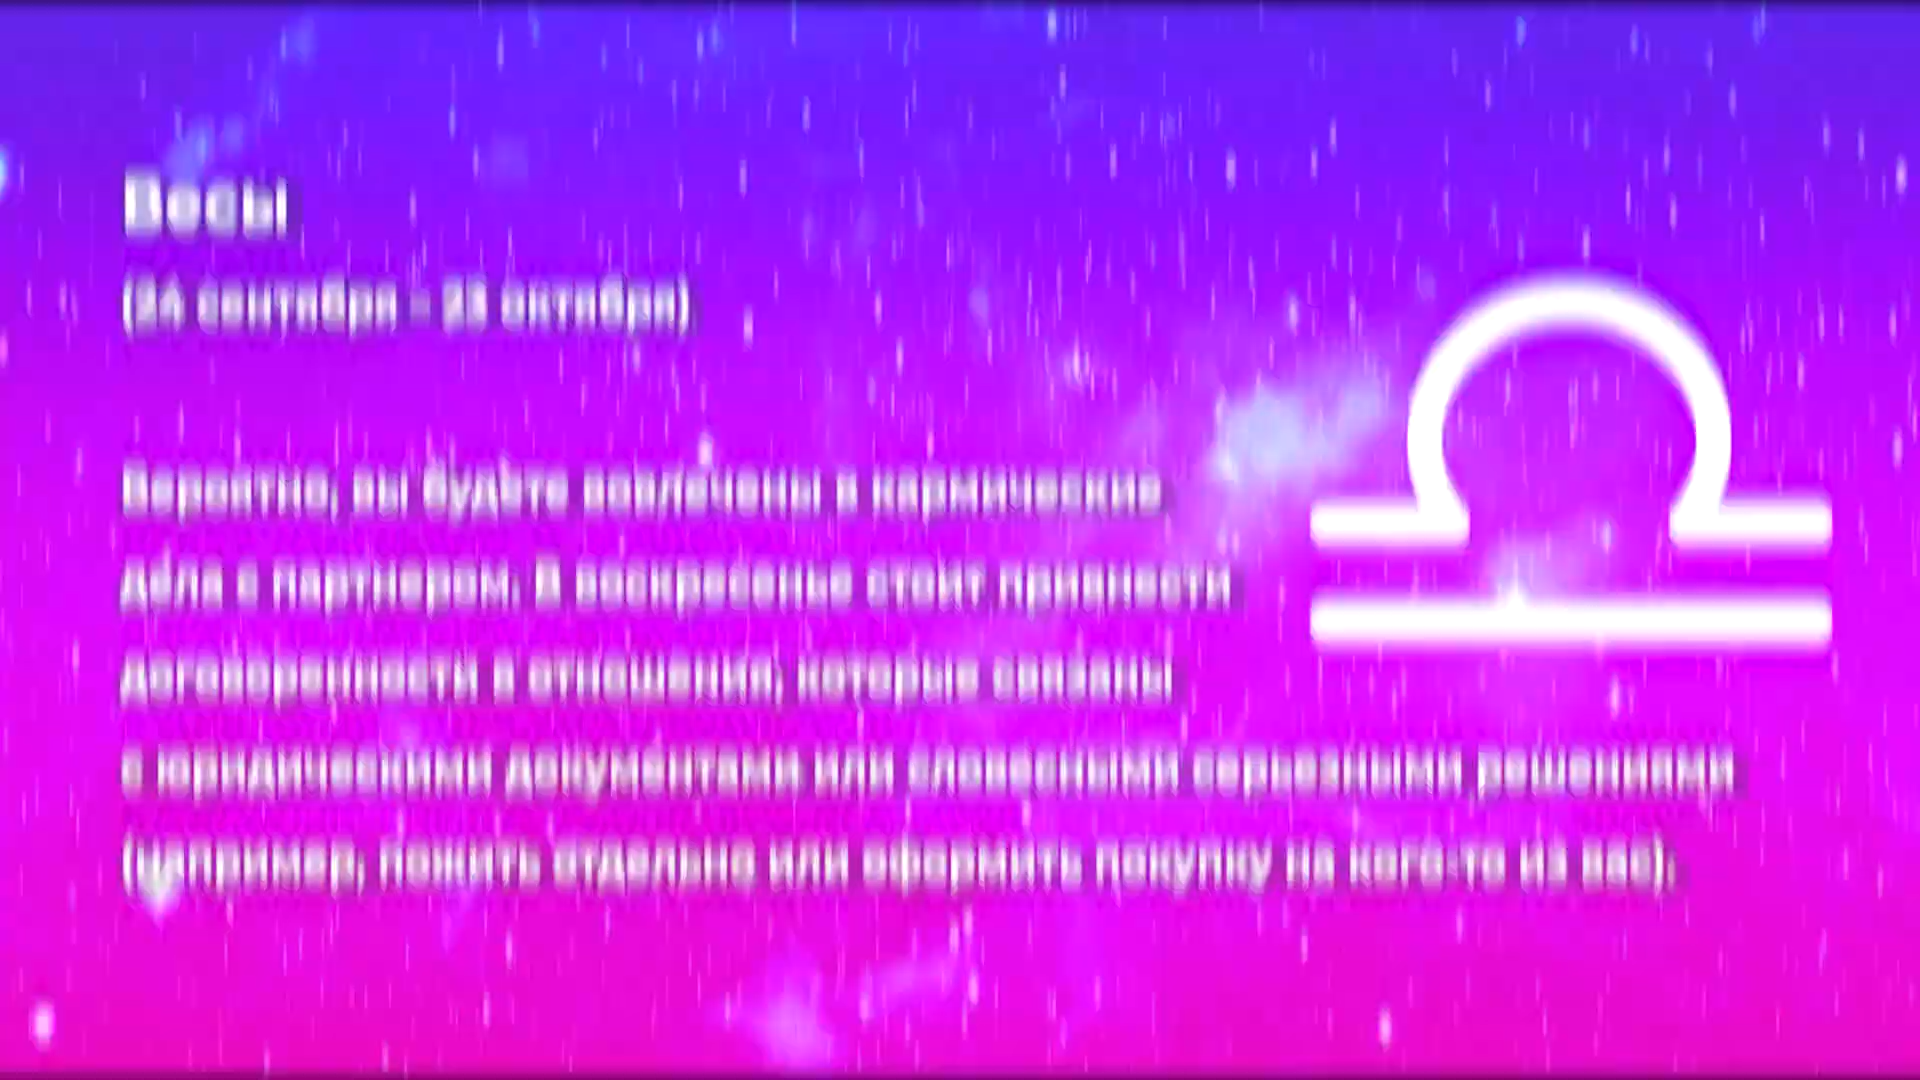 Весы
(24 сентября - 23 октября)
Вероятно, вы будете вовлечены в кармические
дела с партнером. В воскресенье стоит привнести
договоренности в отношения, которые связаны
с юридическими документами или словесными серьезными решениями
(например, пожить отдельно или оформить покупку на кого-то из вас).